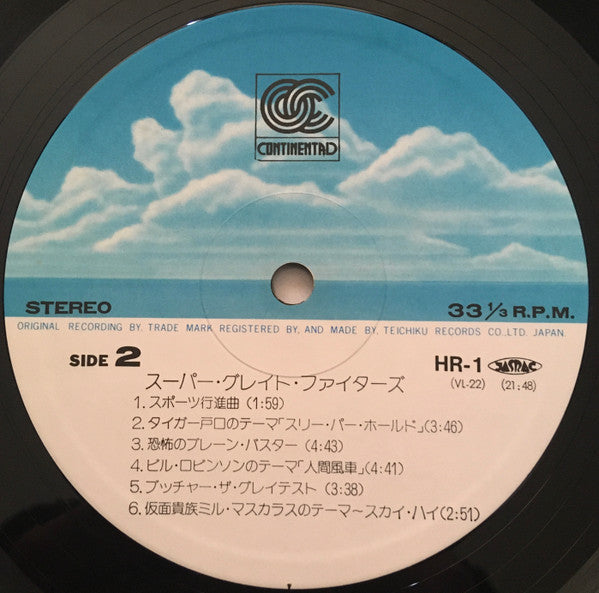 CONTINENTAL
STEREO
33 1/3 R.P.M.
ORIGINAL RECORDING BY, TRADE MARK REGISTERED BY, AND MADE BY, TEICHIKU RECORDS CO.,LTD. JAPAN.
SIDE 2
HR-1 JASRAC
(VL-22) (21:48)
スーパー・グレイト・ファイターズ
1. スポーツ行進曲 (1:59)
2. タイガー戸口のテーマ「スリー・パー・ホールド」(3:46)
3. 恐怖のブレーン・バスター (4:43)
4. ビル・ロビンソンのテーマ「人間風車」(4:41)
5. ブッチャー・ザ・グレイテスト (3:38)
6. 仮面貴族ミル・マスカラスのテーマ〜スカイ・ハイ(2:51)